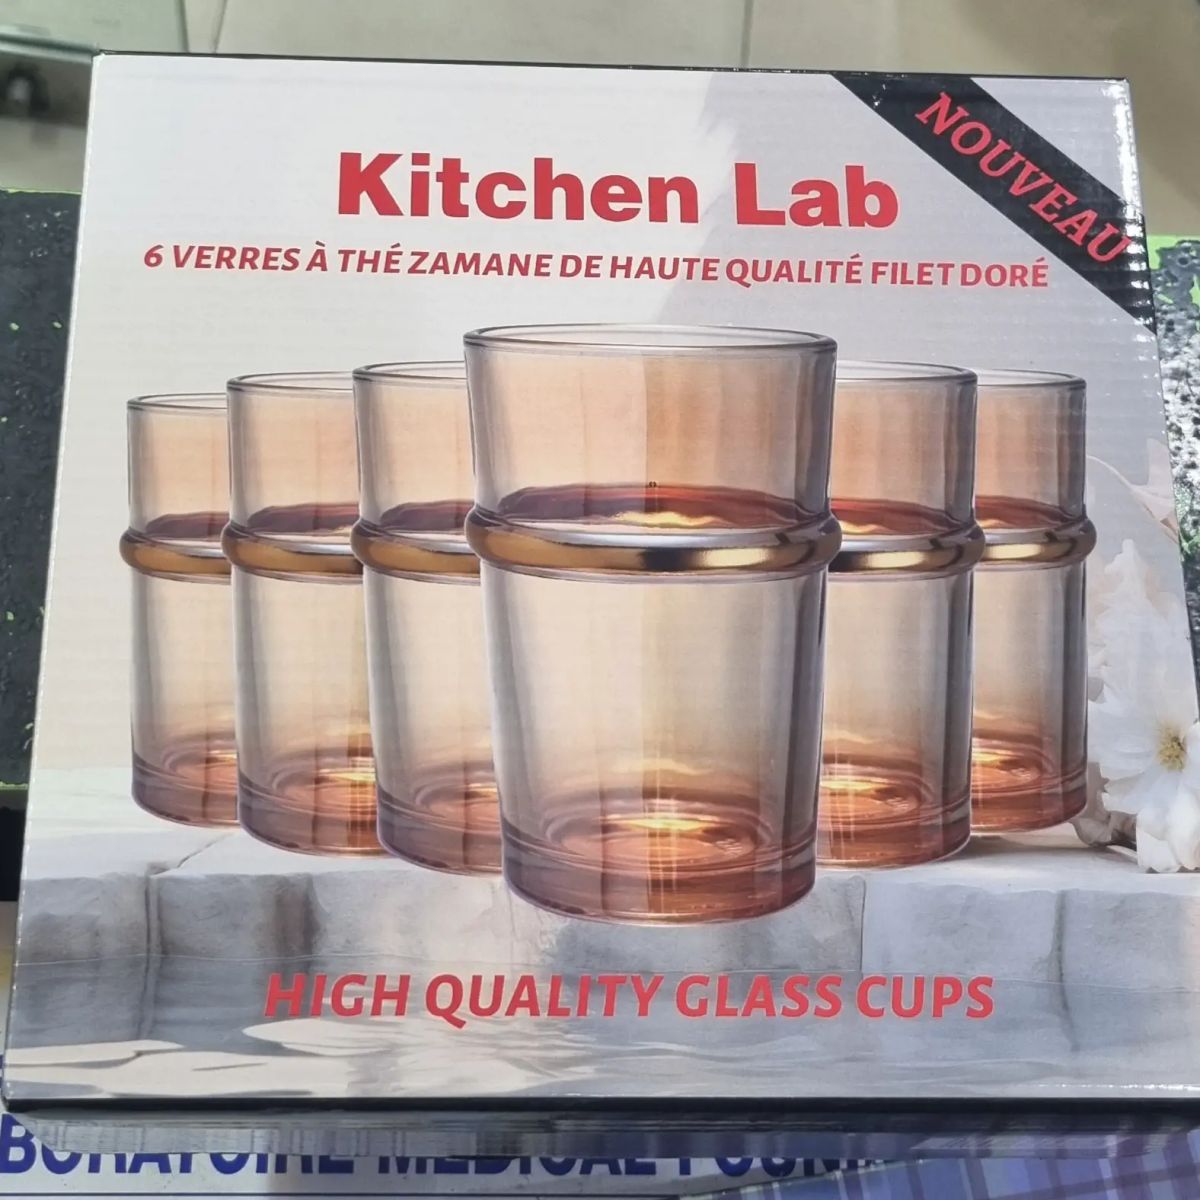 NOUVEAU
Kitchen Lab
6 VERRES À THÉ ZAMANE DE HAUTE QUALITÉ FILET DORÉ
HIGH QUALITY GLASS CUPS